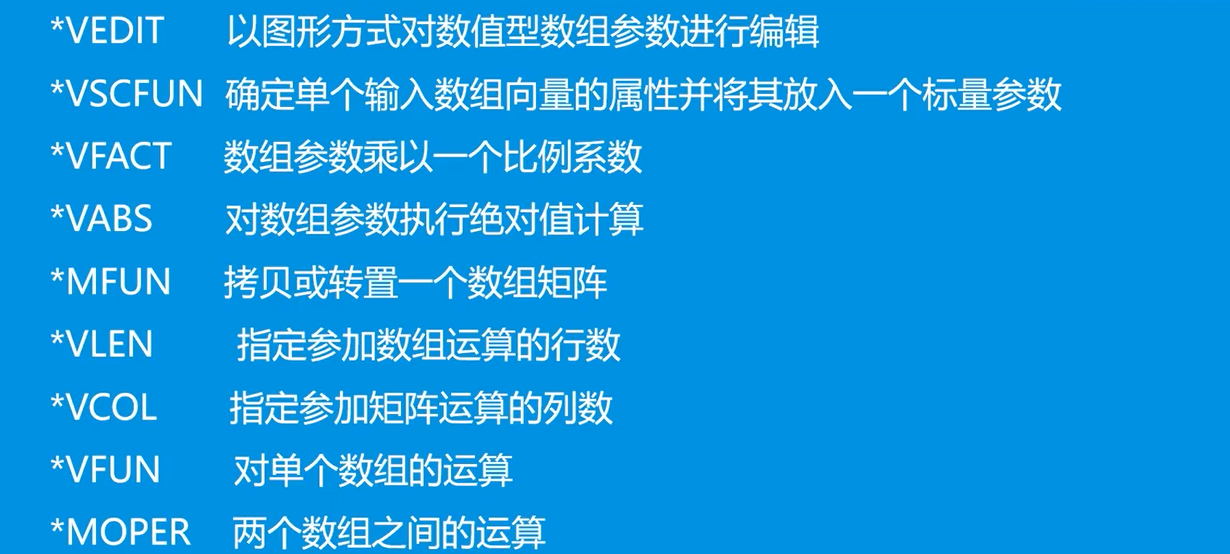 *VEDIT 以图形方式对数值型数组参数进行编辑
*VSCFUN 确定单个输入数组向量的属性并将其放入一个标量参数
*VFACT 数组参数乘以一个比例系数
*VABS 对数组参数执行绝对值计算
*MFUN 拷贝或转置一个数组矩阵
*VLEN 指定参加数组运算的行数
*VCOL 指定参加矩阵运算的列数
*VFUN 对单个数组的运算
*MOPER 两个数组之间的运算